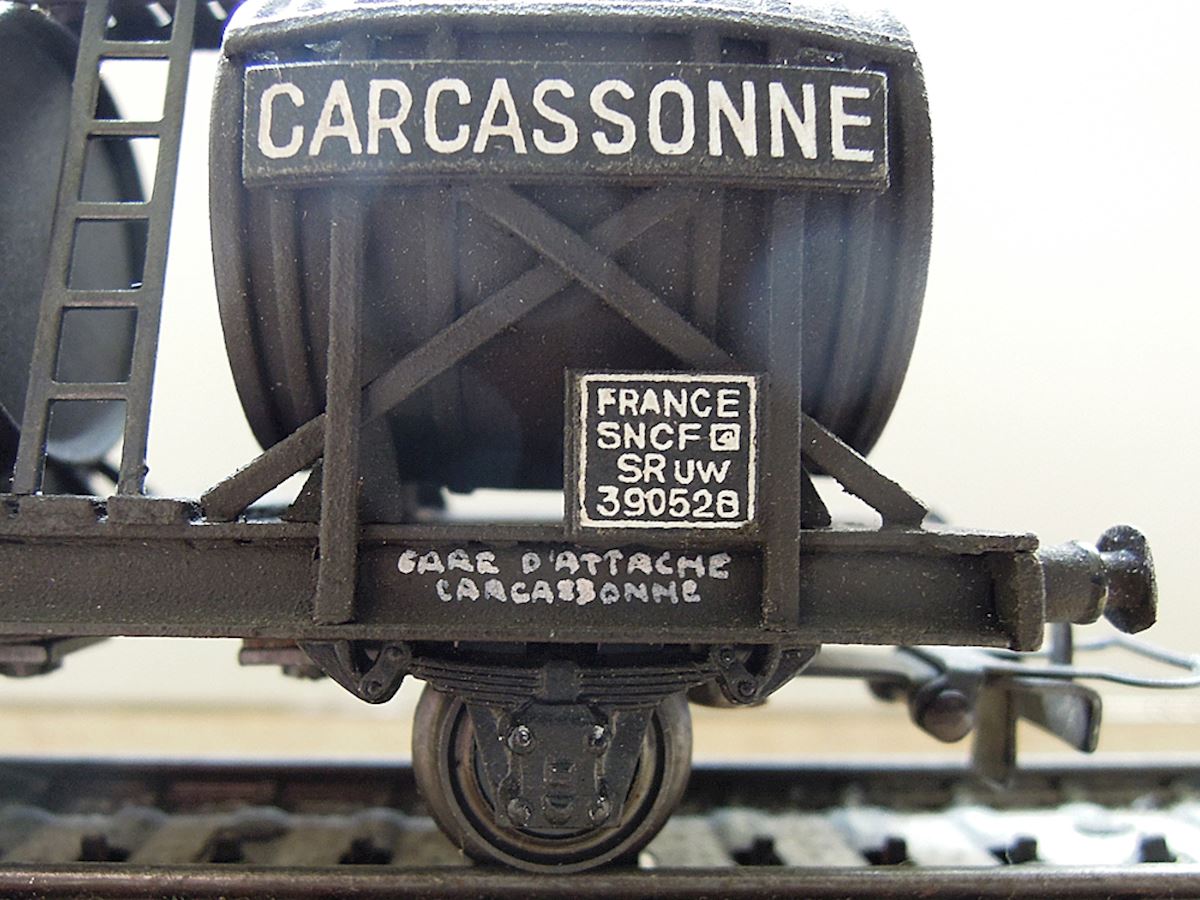 CARCASSONNE
FRANCE
SNCF
SR UW
390528
GARE D'ATTACHE
CARCASSONNE